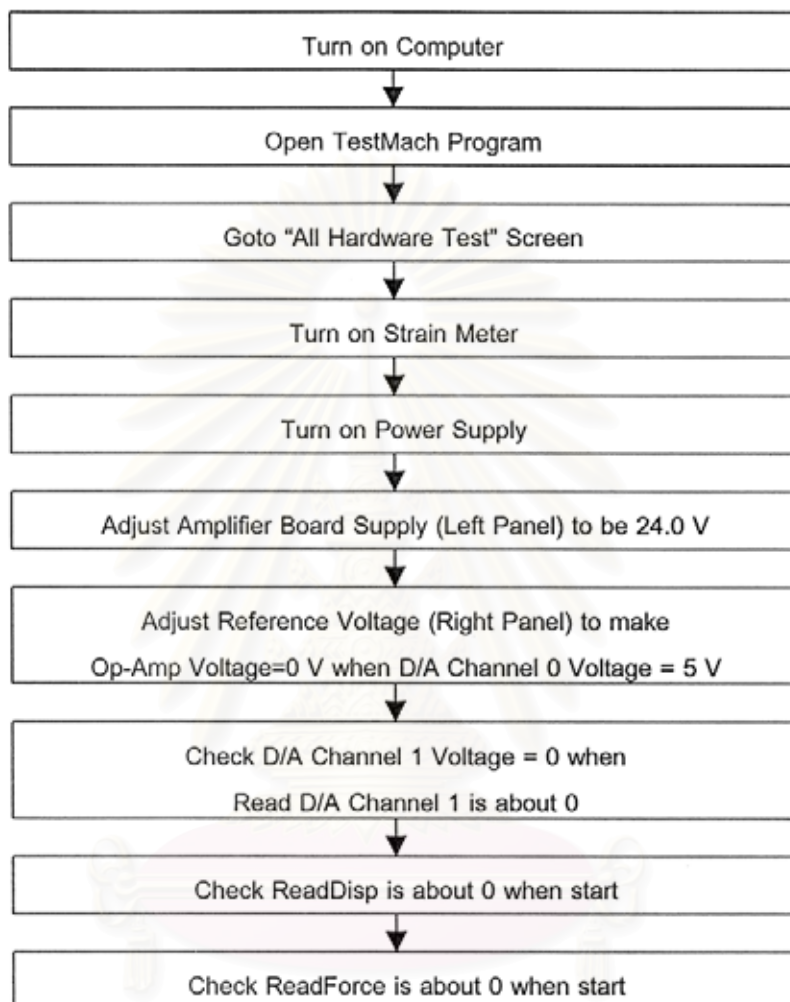 Turn on Computer
Open TestMach Program
Goto "All Hardware Test" Screen
Turn on Strain Meter
Turn on Power Supply
Adjust Amplifier Board Supply (Left Panel) to be 24.0 V
Adjust Reference Voltage (Right Panel) to make
Op-Amp Voltage=0 V when D/A Channel 0 Voltage = 5 V
Check D/A Channel 1 Voltage = 0 when
Read D/A Channel 1 is about 0
Check ReadDisp is about 0 when start
Check ReadForce is about 0 when start